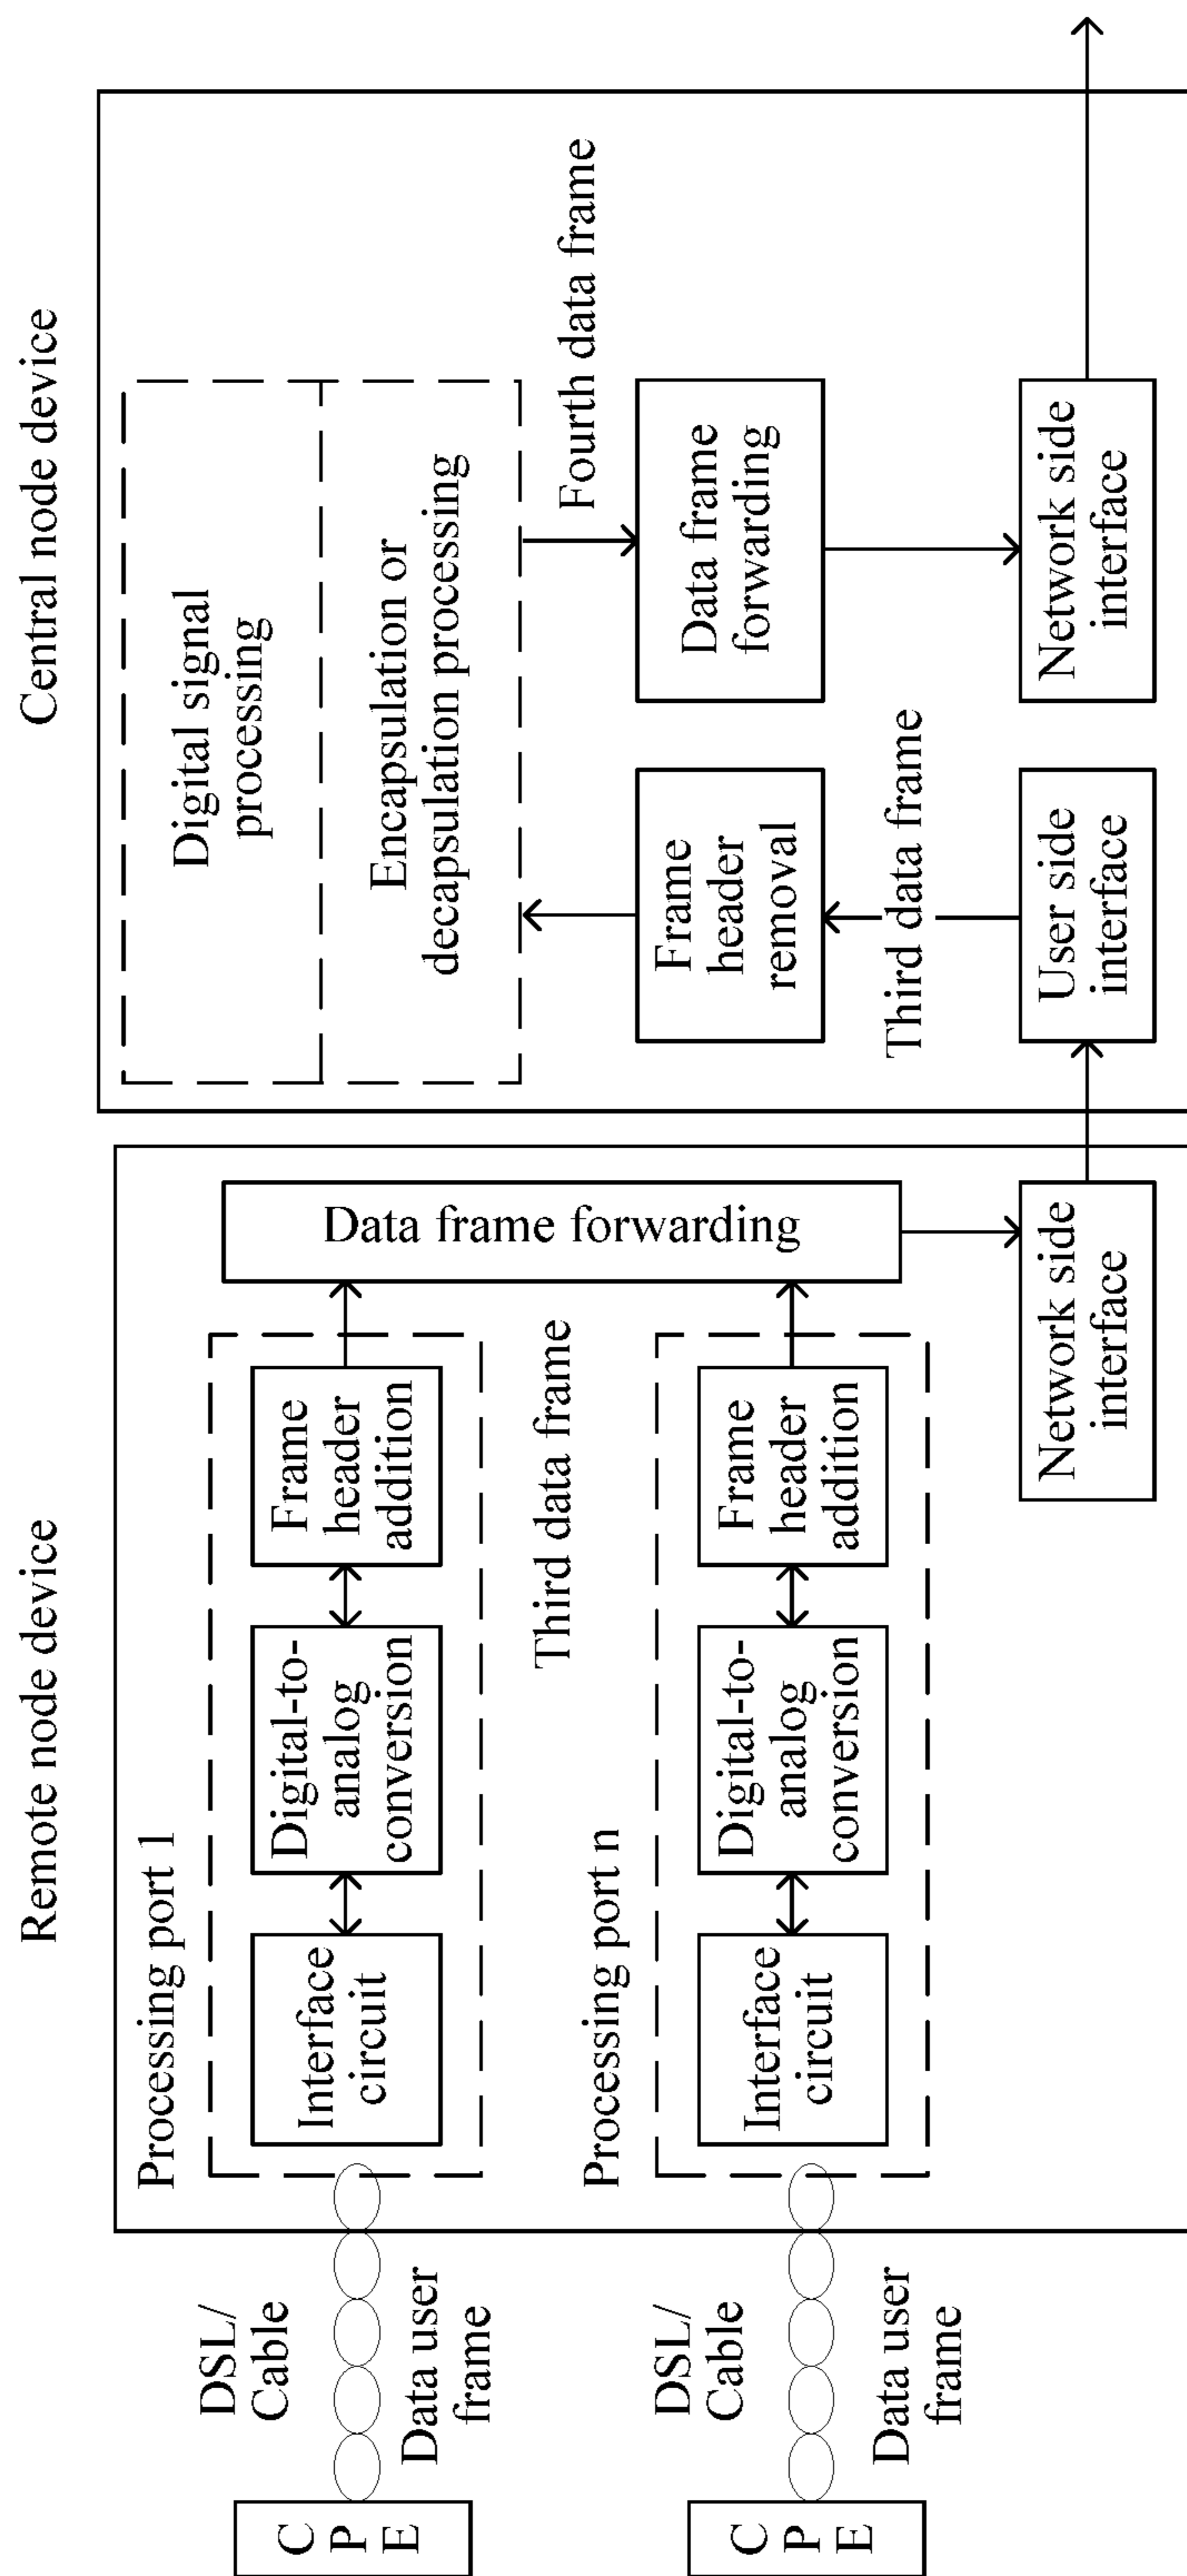 Remote node device
Central node device
Processing port 1
DSL/
Cable
C
P
E
Data user
frame
Interface
circuit
Digital-to-
analog
conversion
Frame
header
addition
Data frame forwarding
Third data frame
Processing port n
DSL/
Cable
C
P
E
Data user
frame
Interface
circuit
Digital-to-
analog
conversion
Frame
header
addition
Network side
interface
Digital signal
processing
Encapsulation or
decapsulation processing
Fourth data frame
Frame
header
removal
Data frame
forwarding
Third data frame
User side
interface
Network side
interface